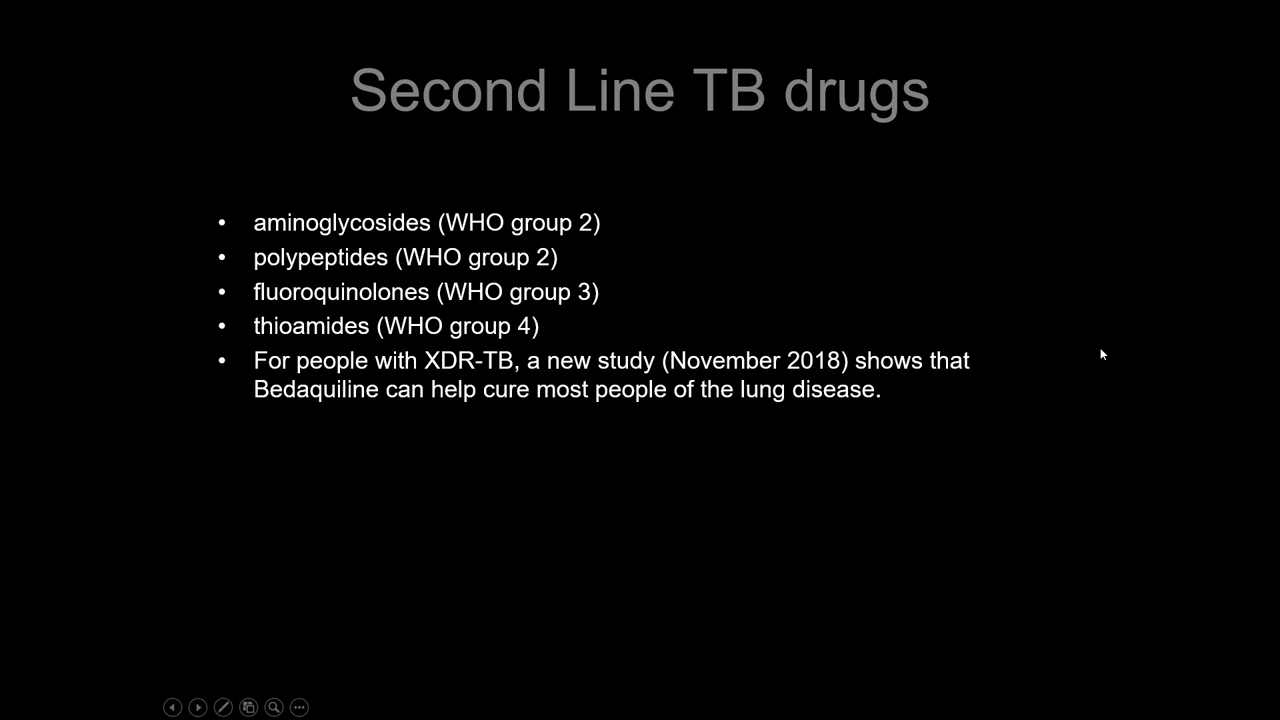 Second Line TB drugs
• aminoglycosides (WHO group 2)
• polypeptides (WHO group 2)
• fluoroquinolones (WHO group 3)
• thioamides (WHO group 4)
• For people with XDR-TB, a new study (November 2018) shows that
Bedaquiline can help cure most people of the lung disease.